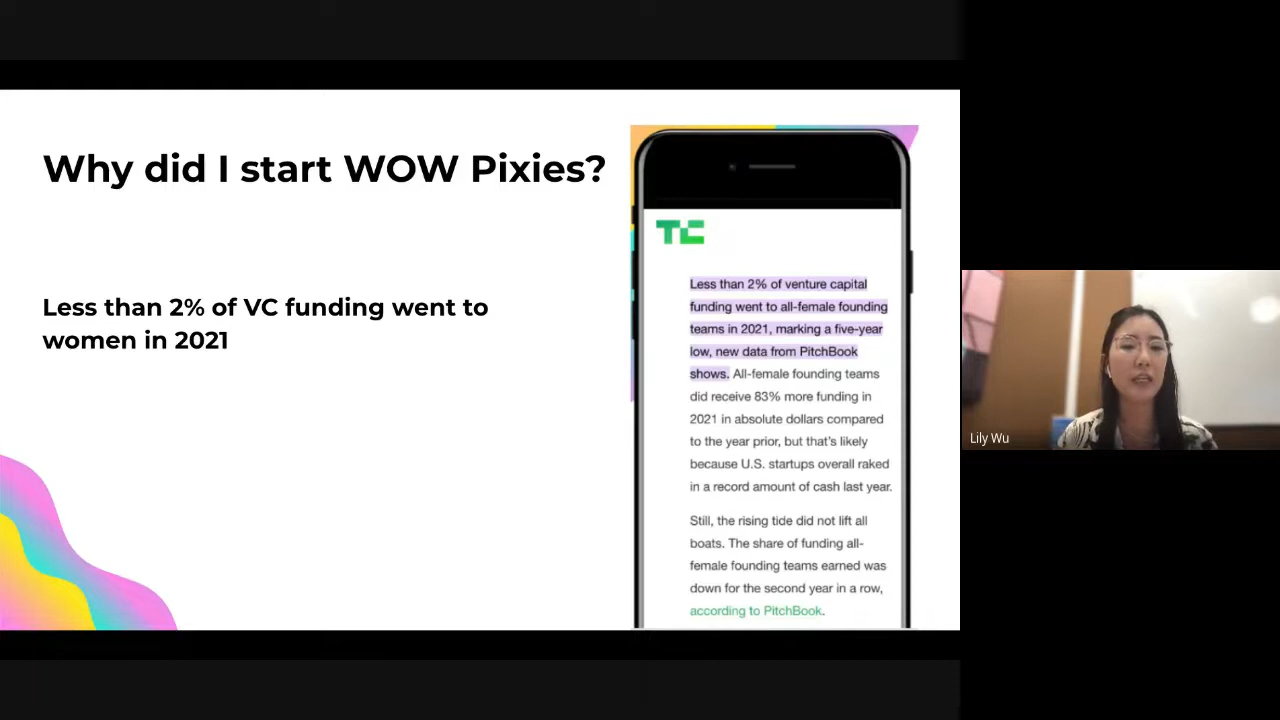 Why did I start WOW Pixies?
Less than 2% of VC funding went to
women in 2021
TC
Less than 2% of venture capital
funding went to all-female founding
teams in 2021, marking a five-year
low, new data from PitchBook
shows. All-female founding teams
did receive 83% more funding in
2021 in absolute dollars compared
to the year prior, but that's likely
because U.S. startups overall raked
in a record amount of cash last year.
Still, the rising tide did not lift all
boats. The share of funding all-
female founding teams earned was
down for the second year in a row,
according to PitchBook.
Lily Wu